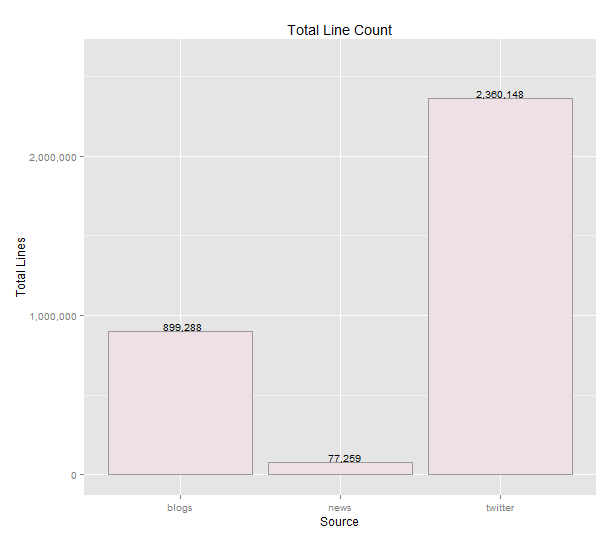 Total Line Count
2,360,148
2,000,000
Total Lines
1,000,000
899,288
77,259
0
blogs
news
twitter
Source